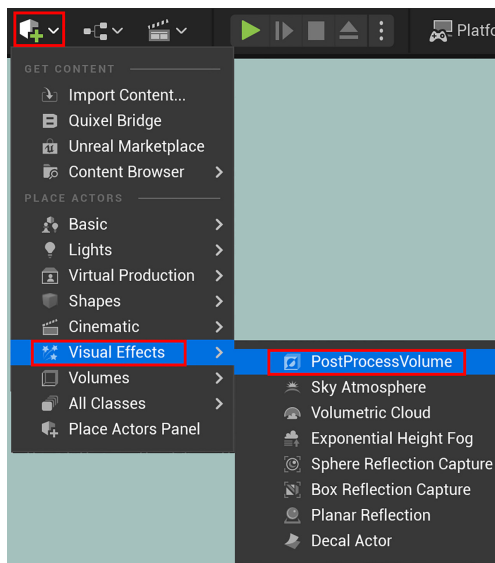 Platfo
GET CONTENT
Import Content...
Quixel Bridge
Unreal Marketplace
Content Browser
PLACE ACTORS
Basic
Lights
Virtual Production
Shapes
Cinematic
Visual Effects
Volumes
All Classes
Place Actors Panel
PostProcessVolume
Sky Atmosphere
Volumetric Cloud
Exponential Height Fog
Sphere Reflection Capture
Box Reflection Capture
Planar Reflection
Decal Actor